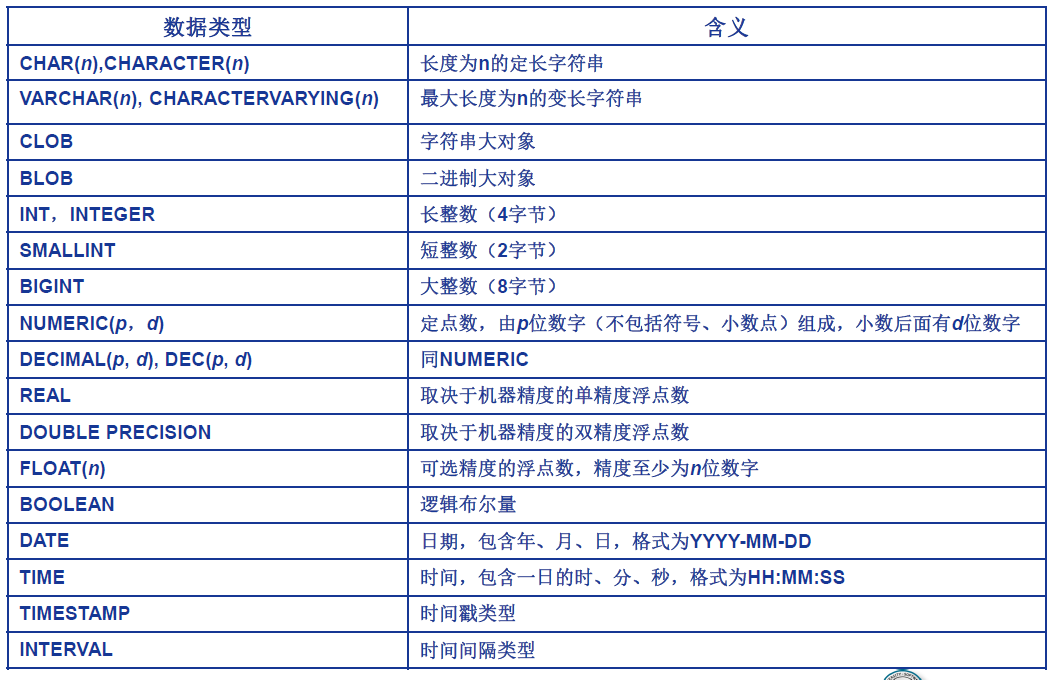 数据类型 含义
CHAR(n),CHARACTER(n) 长度为n的定长字符串
VARCHAR(n), CHARACTERVARYING(n) 最大长度为n的变长字符串
CLOB 字符串大对象
BLOB 二进制大对象
INT，INTEGER 长整数（4字节）
SMALLINT 短整数（2字节）
BIGINT 大整数（8字节）
NUMERIC(p，d) 定点数，由p位数字（不包括符号、小数点）组成，小数后面有d位数字
DECIMAL(p, d), DEC(p, d) 同NUMERIC
REAL 取决于机器精度的单精度浮点数
DOUBLE PRECISION 取决于机器精度的双精度浮点数
FLOAT(n) 可选精度的浮点数，精度至少为n位数字
BOOLEAN 逻辑布尔量
DATE 日期，包含年、月、日，格式为YYYY-MM-DD
TIME 时间，包含一日的时、分、秒，格式为HH:MM:SS
TIMESTAMP 时间戳类型
INTERVAL 时间间隔类型